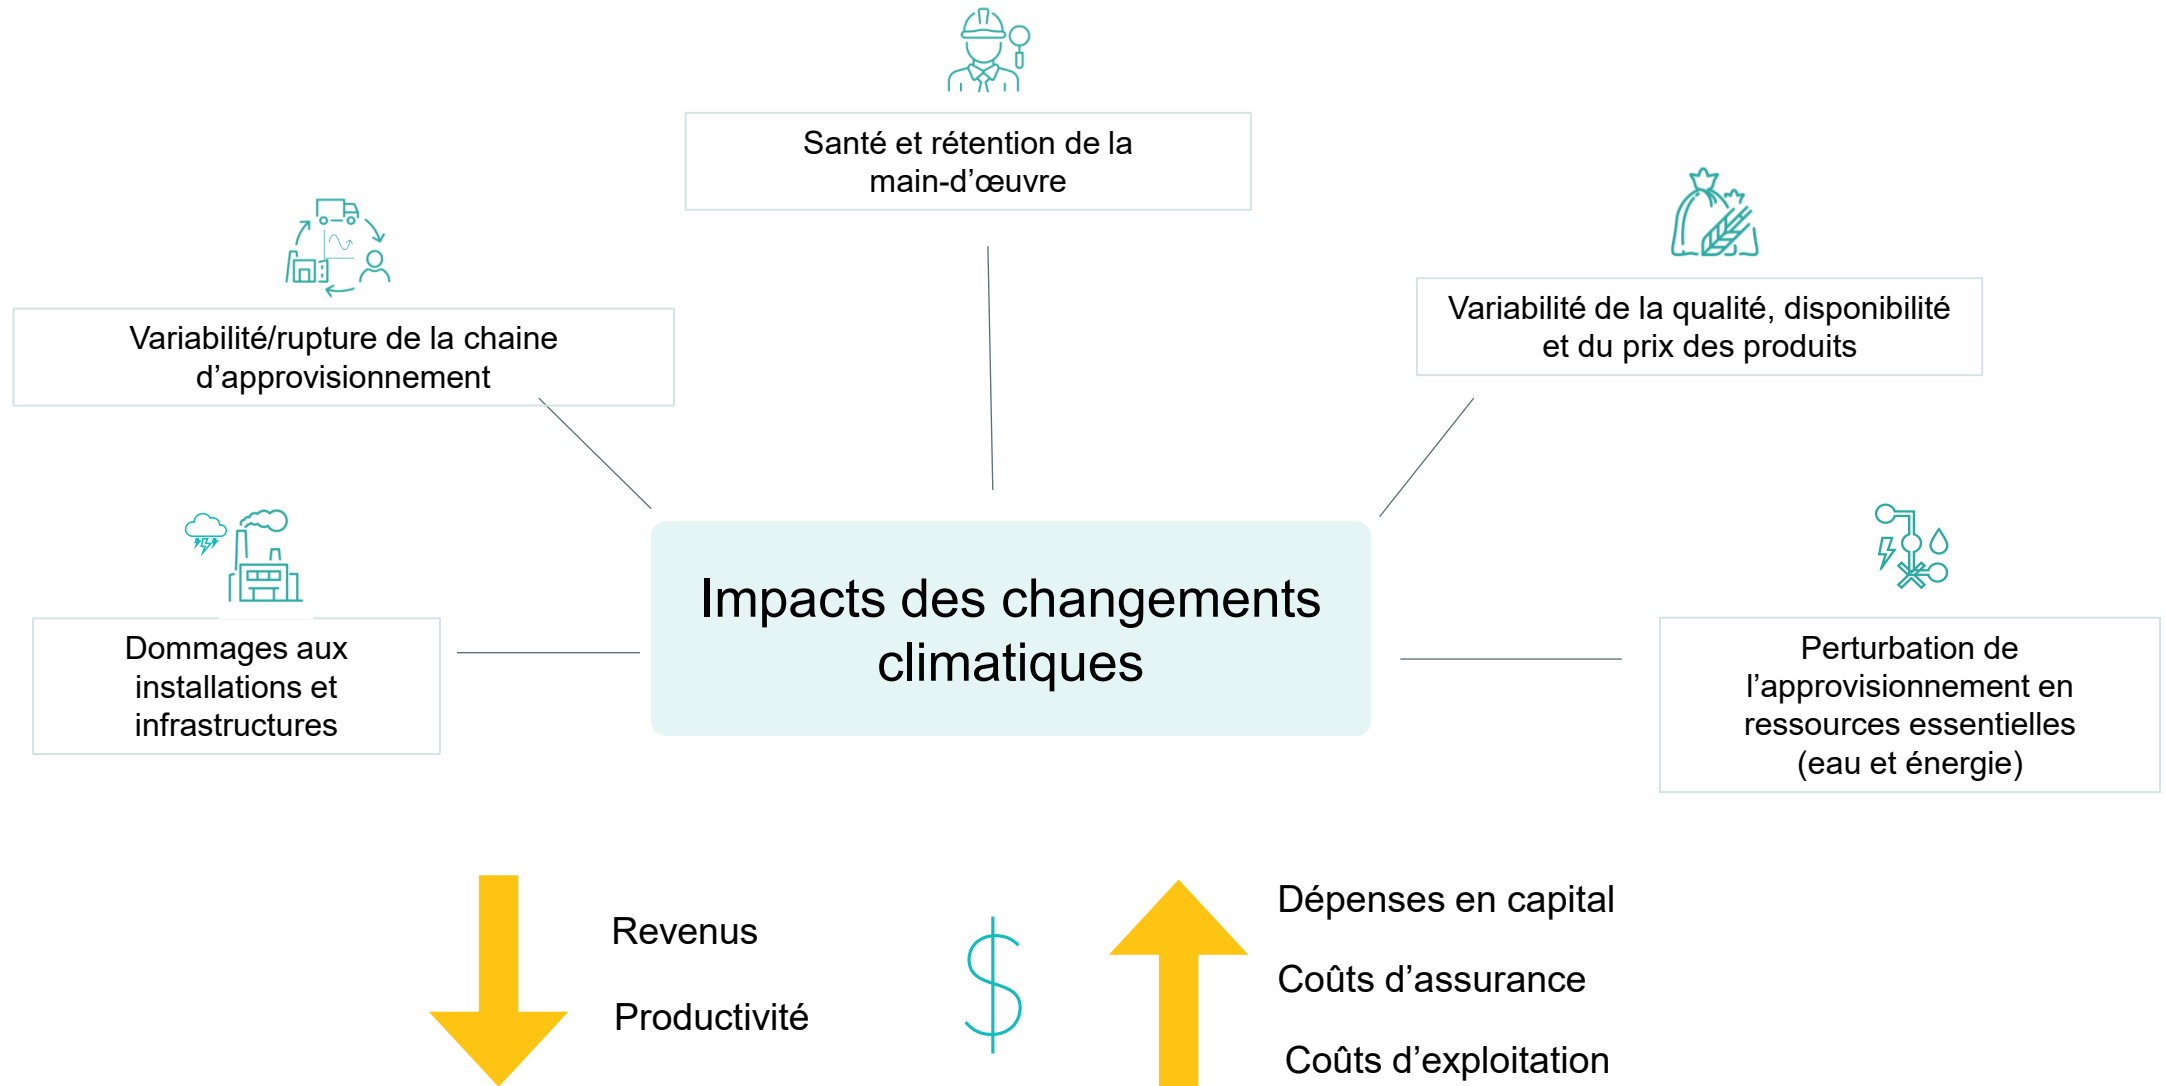 Santé et rétention de la
main-d’œuvre
Variabilité/rupture de la chaine
d’approvisionnement
Variabilité de la qualité, disponibilité
et du prix des produits
Dommages aux
installations et
infrastructures
Impacts des changements
climatiques
Perturbation de
l’approvisionnement en
ressources essentielles
(eau et énergie)
Revenus
Productivité
$
Dépenses en capital
Coûts d’assurance
Coûts d’exploitation